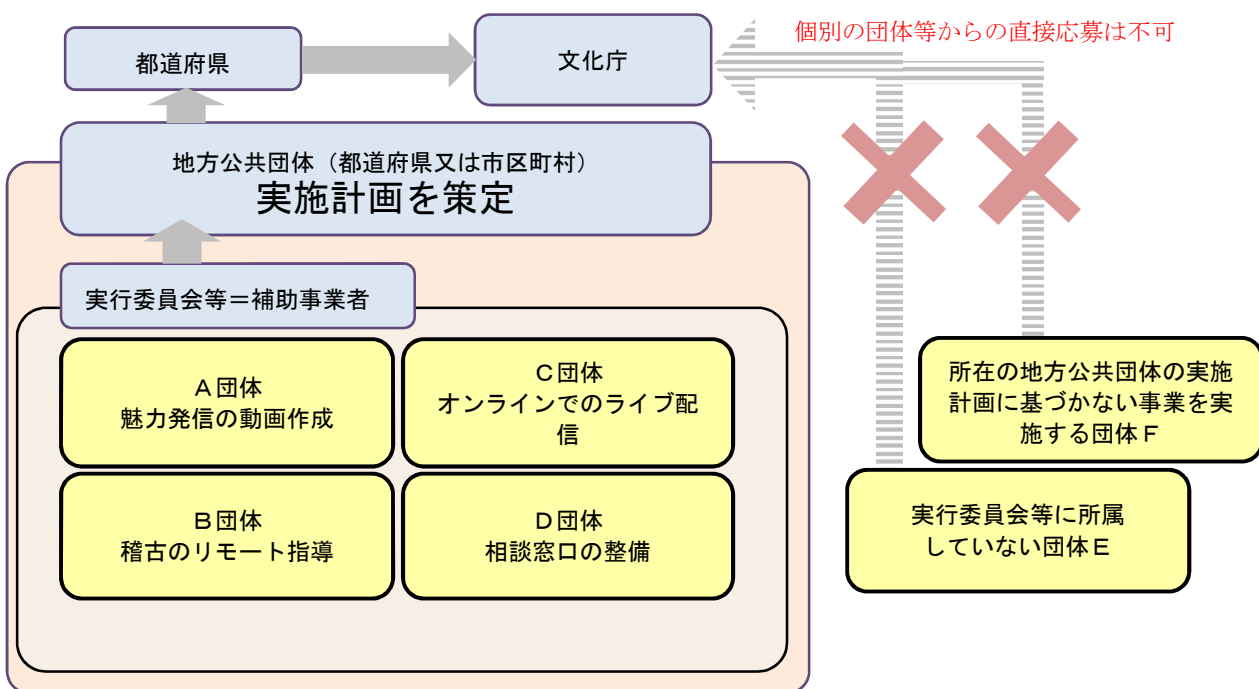 個別の団体等からの直接応募は不可
都道府県
文化庁
地方公共団体（都道府県又は市区町村）
実施計画を策定
実行委員会等＝補助事業者
Ａ団体
魅力発信の動画作成
Ｃ団体
オンラインでのライブ配
信
Ｂ団体
稽古のリモート指導
Ｄ団体
相談窓口の整備
所在の地方公共団体の実施
計画に基づかない事業を実
施する団体Ｆ
実行委員会等に所属
していない団体Ｅ